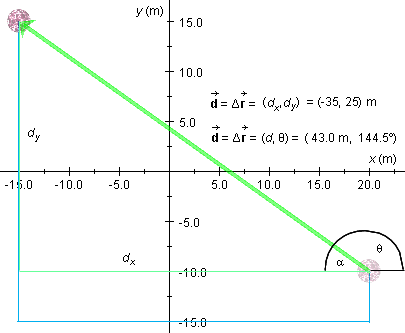 y (m)
15.0
10.0
d⃗ = Δr⃗ = (dx, dy) = (-35, 25) m
5.0
dy
d⃗ = Δr⃗ = (d, θ) = ( 43.0 m, 144.5°)
x (m)
-15.0 -10.0 -5.0 5.0 10.0 15.0 20.0
-5.0
θ
dx
α
-10.0
-15.0